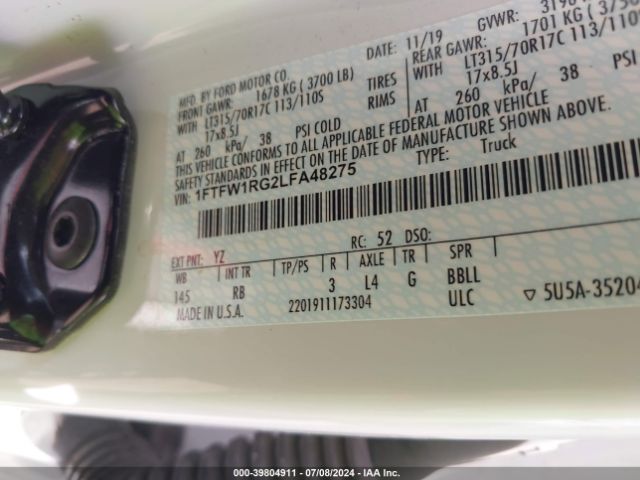 MFD. BY FORD MOTOR CO.
DATE: 11/19 GVWR:
FRONT GAWR: 1678 KG ( 3700 LB)
REAR GAWR: 1701 KG
WITH LT315/70R17C 113/110S TIRES
WITH LT315/70R17C 113/110S
17x8.5J RIMS
17x8.5J
AT 260 kPa/ 38 PSI COLD
AT 260 kPa/ 38 PSI
THIS VEHICLE CONFORMS TO ALL APPLICABLE FEDERAL MOTOR VEHICLE
SAFETY STANDARDS IN EFFECT ON THE DATE OF MANUFACTURE SHOWN ABOVE.
VIN: 1FTFW1RG2LFA48275
TYPE: Truck
EXT PNT: YZ RC: 52 DSO:
WB INT TR TP/PS R AXLE TR SPR
145 RB 3 L4 G BBLL
MADE IN U.S.A. 2201911173304 ULC ▽ 5U5A-35204
000-39804911 - 07/08/2024 - IAA Inc.